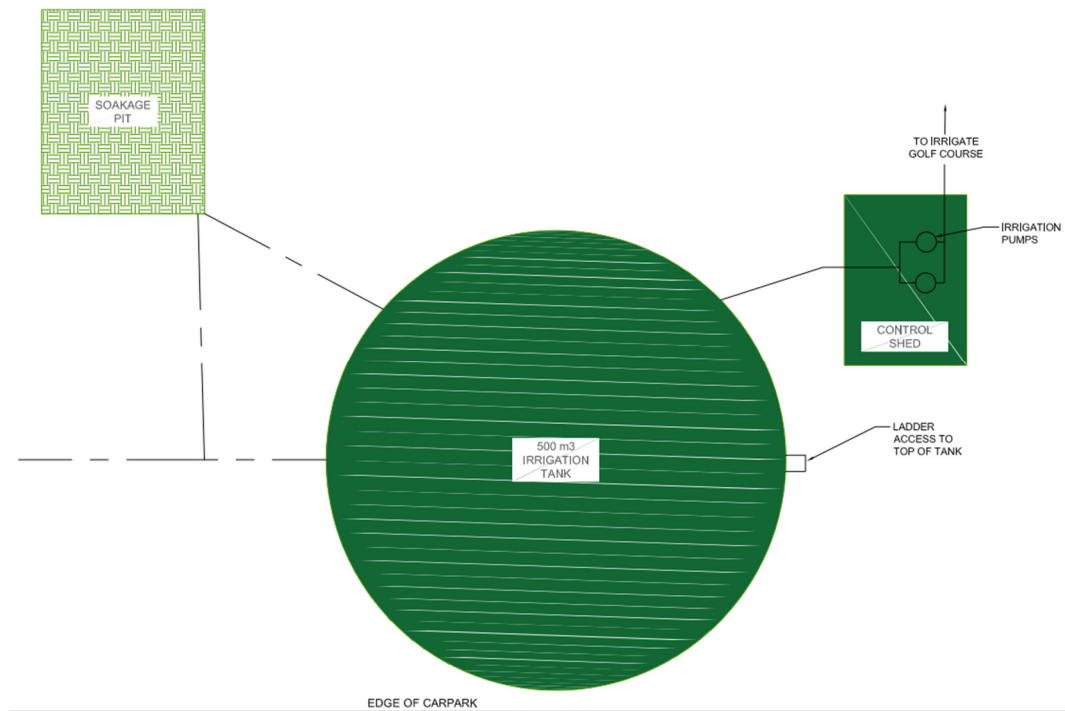 SOAKAGE
PIT
TO IRRIGATE
GOLF COURSE
IRRIGATION
PUMPS
CONTROL
SHED
LADDER
ACCESS TO
TOP OF TANK
500 m3
IRRIGATION
TANK
EDGE OF CARPARK